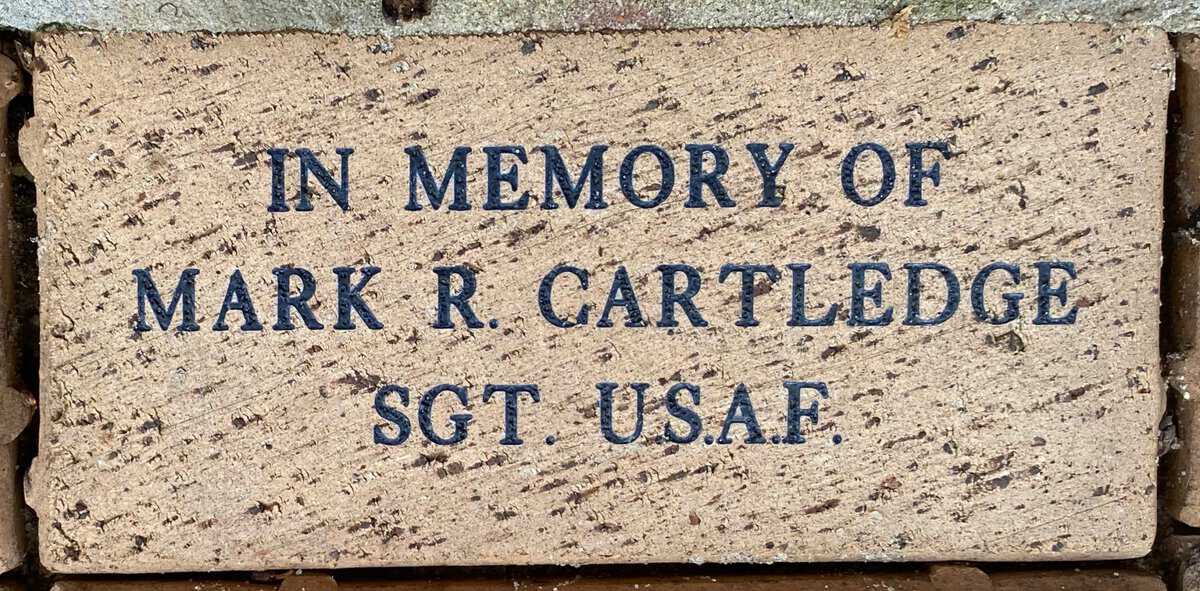 IN MEMORY OF
MARK R. CARTLEDGE
SGT. U.S.A.F.